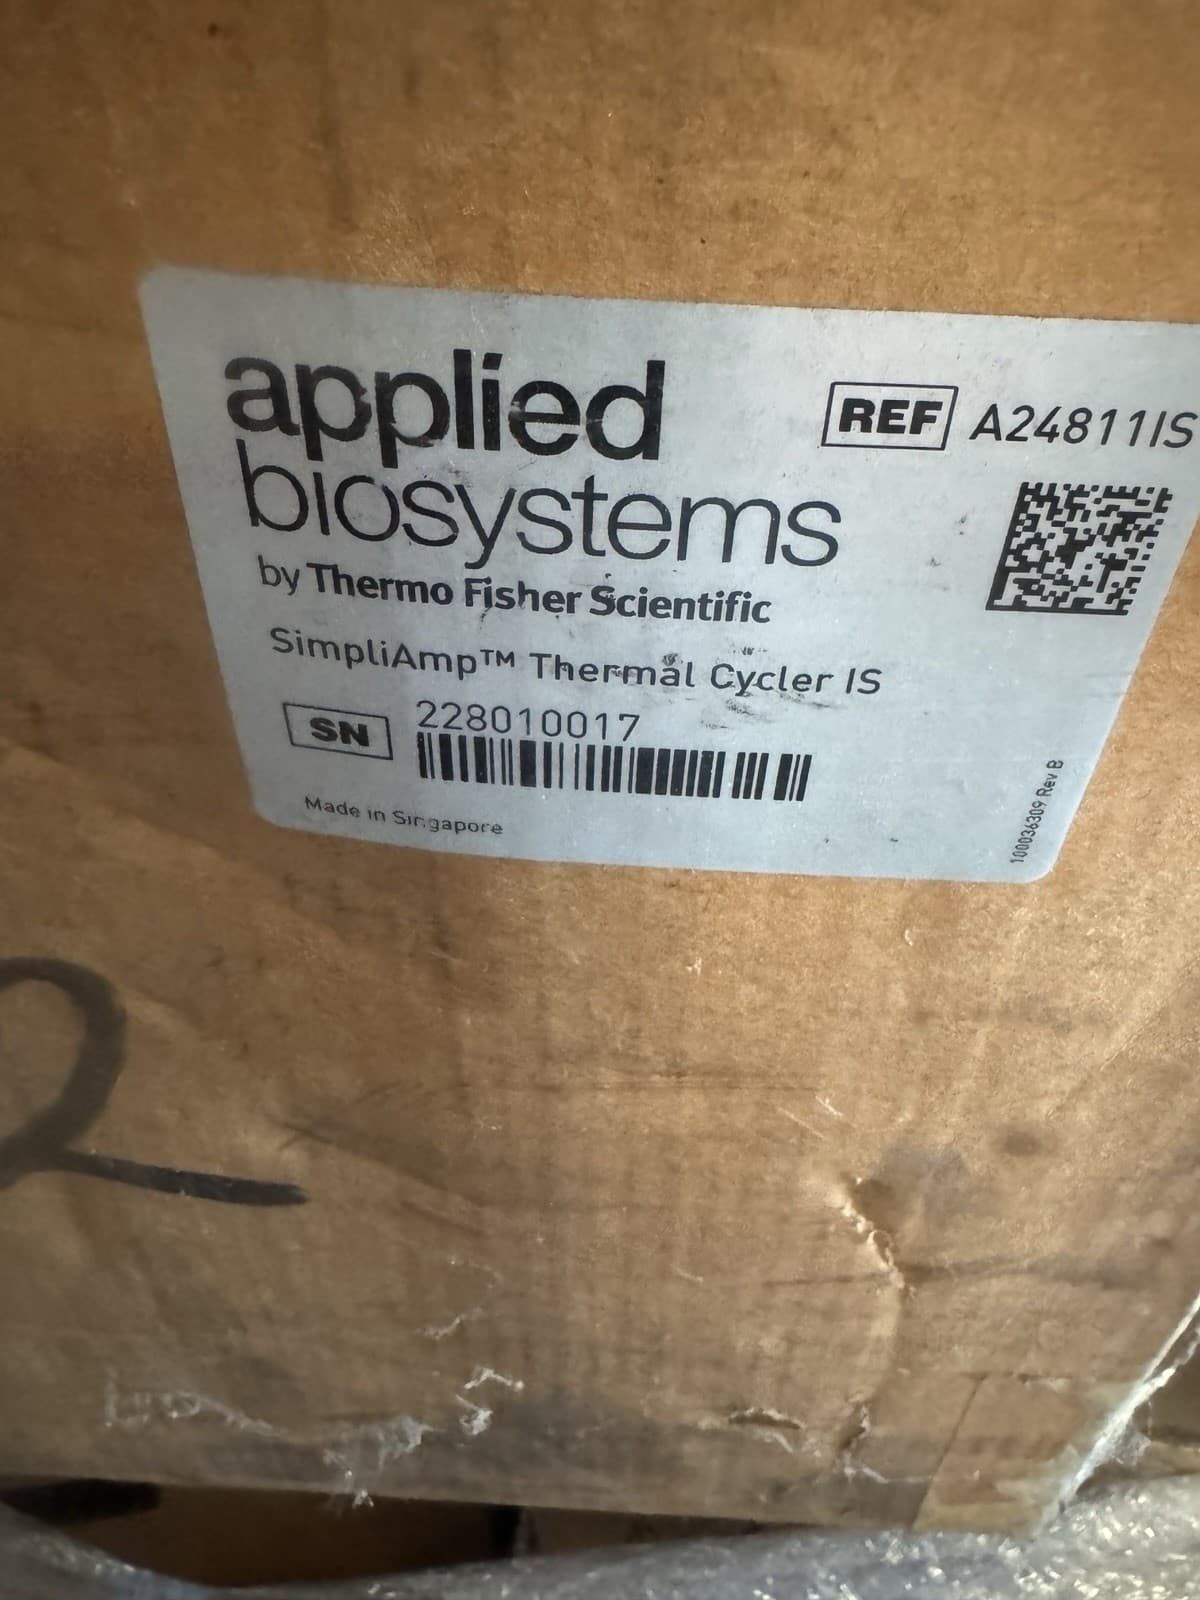 applied
biosystems
by Thermo Fisher Scientific
REF A24811IS
SimpliAmp™ Thermal Cycler IS
SN 228010017
Made in Singapore
100036309 Rev B
2